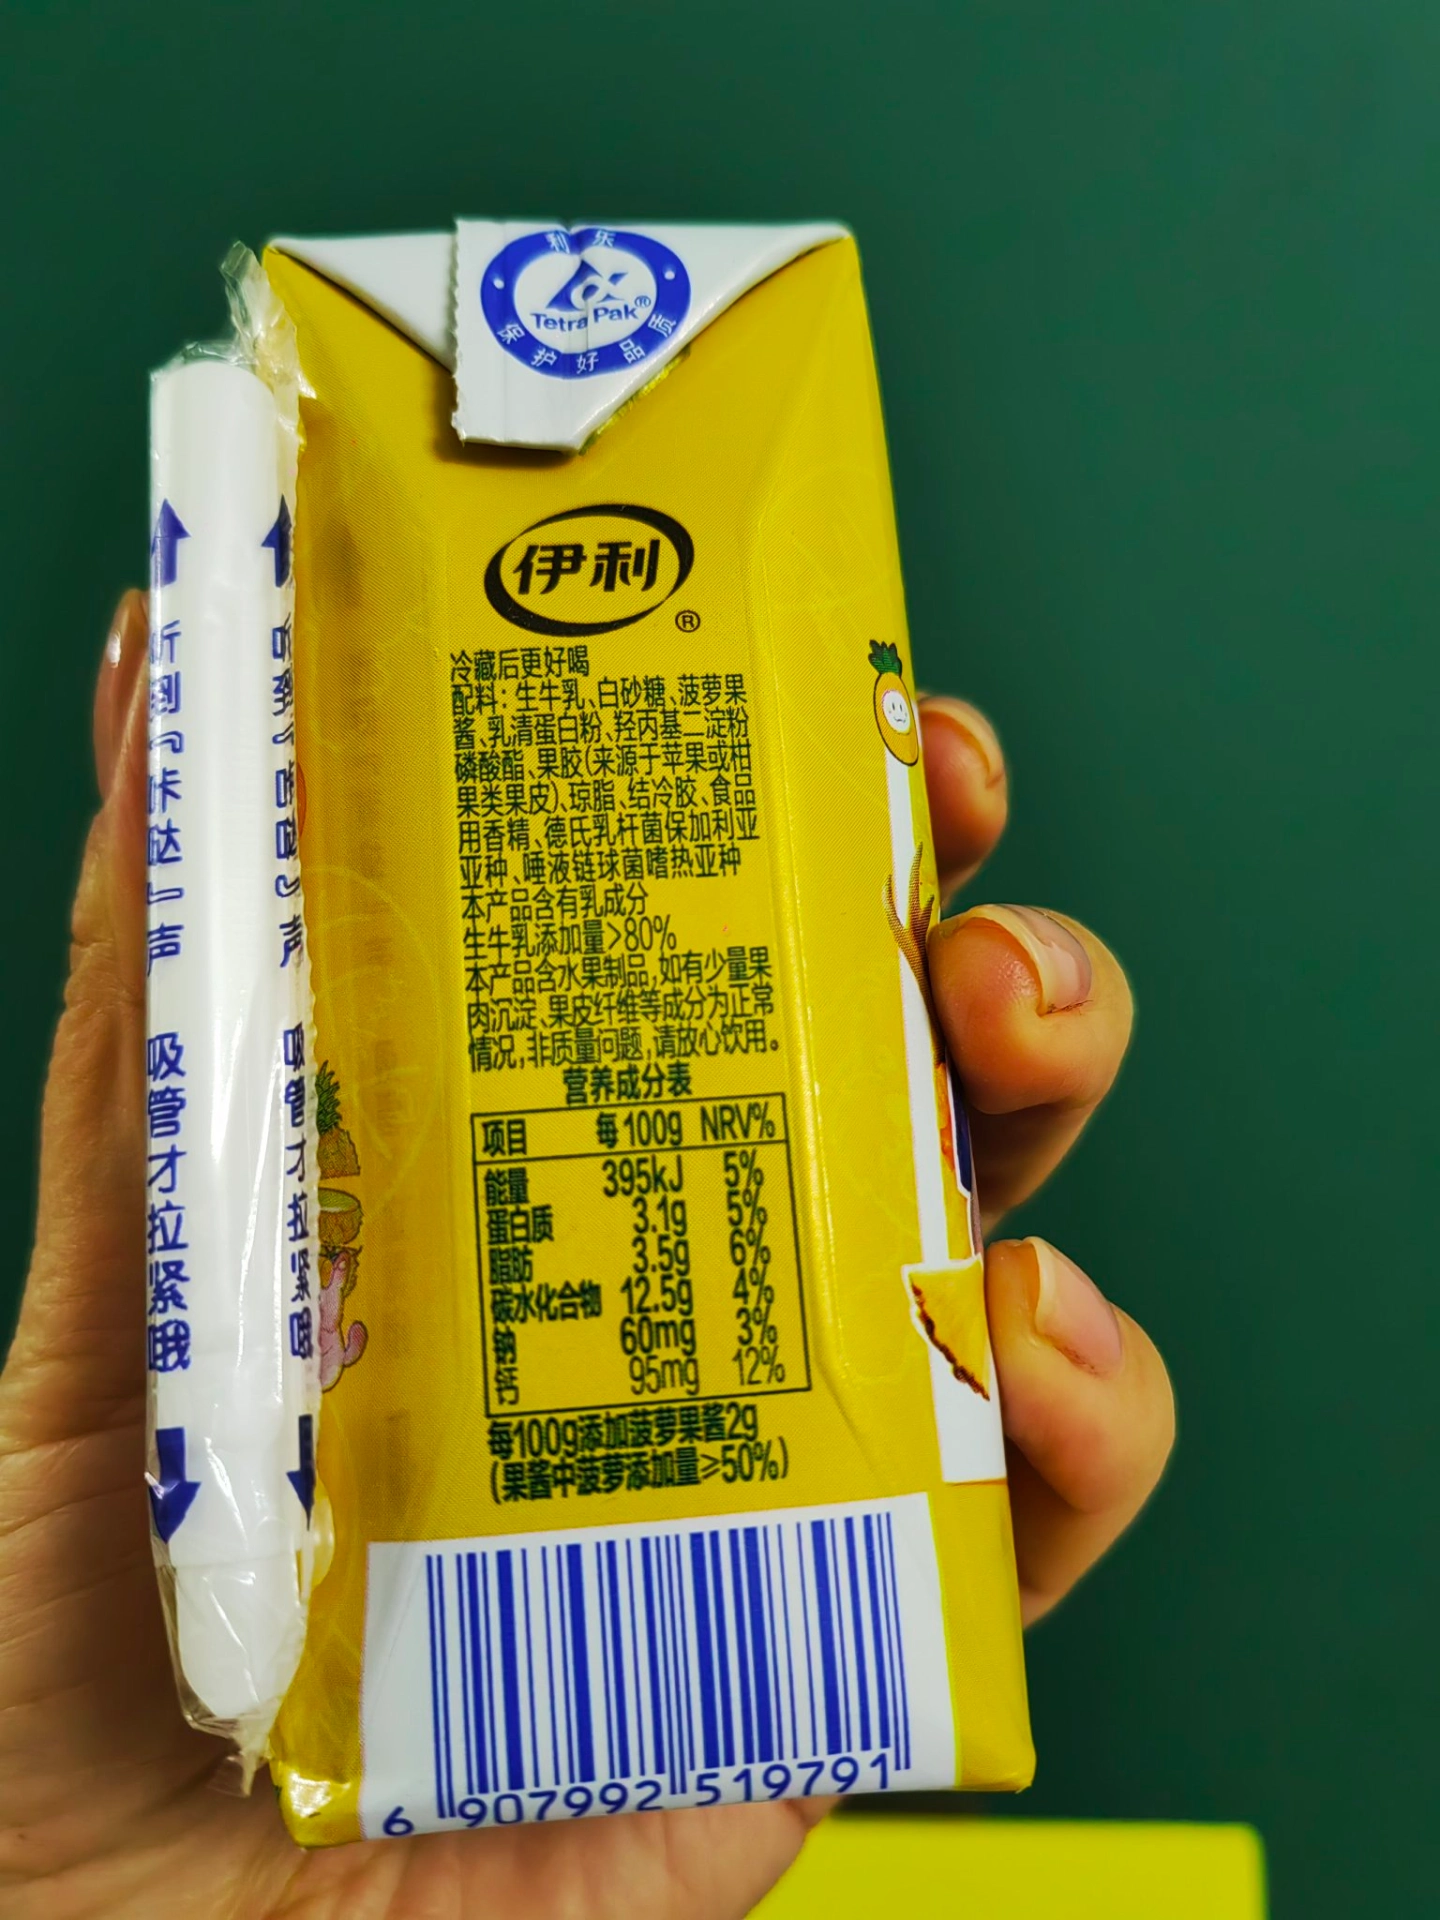 利乐
TetraPak®
保护好品质
伊利
®
冷藏后更好喝
配料：生牛乳、白砂糖、菠萝果
酱、乳清蛋白粉、羟丙基二淀粉
磷酸酯、果胶(来源于苹果或柑
果类果皮)、琼脂、结冷胶、食品
用香精、德氏乳杆菌保加利亚
亚种、唾液链球菌嗜热亚种
本产品含有乳成分
生牛乳添加量>80%
本产品含水果制品,如有少量果
肉沉淀、果皮纤维等成分为正常
情况,非质量问题,请放心饮用。
营养成分表
项目 每100g NRV%
能量 395kJ 5%
蛋白质 3.1g 5%
脂肪 3.5g 6%
碳水化合物 12.5g 4%
钠 60mg 3%
钙 95mg 12%
每100g添加菠萝果酱2g
(果酱中菠萝添加量≥50%)
6 907992 519791
听到『咔哒』声 吸管才拉紧哦
听到『咔哒』声 吸管才拉紧哦